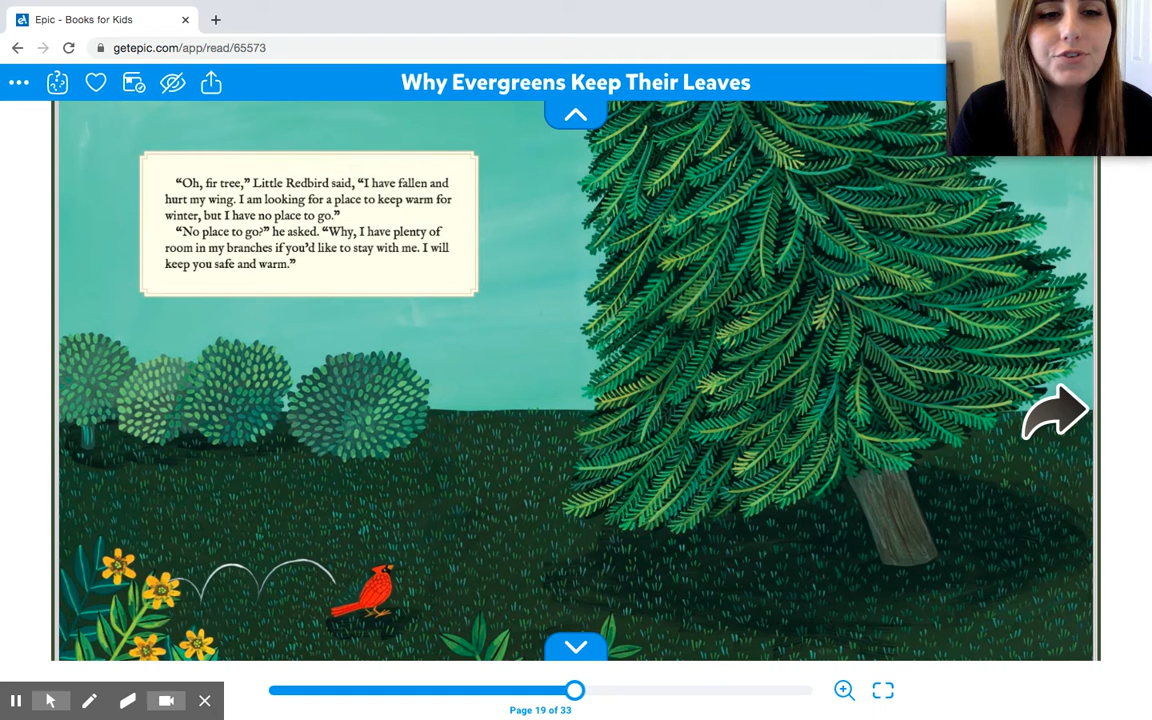 Epic - Books for Kids
getepic.com/app/read/65573
Why Evergreens Keep Their Leaves
“Oh, fir tree,” Little Redbird said, “I have fallen and
hurt my wing. I am looking for a place to keep warm for
winter, but I have no place to go.”
“No place to go?” he asked. “Why, I have plenty of
room in my branches if you’d like to stay with me. I will
keep you safe and warm.”
Page 19 of 33